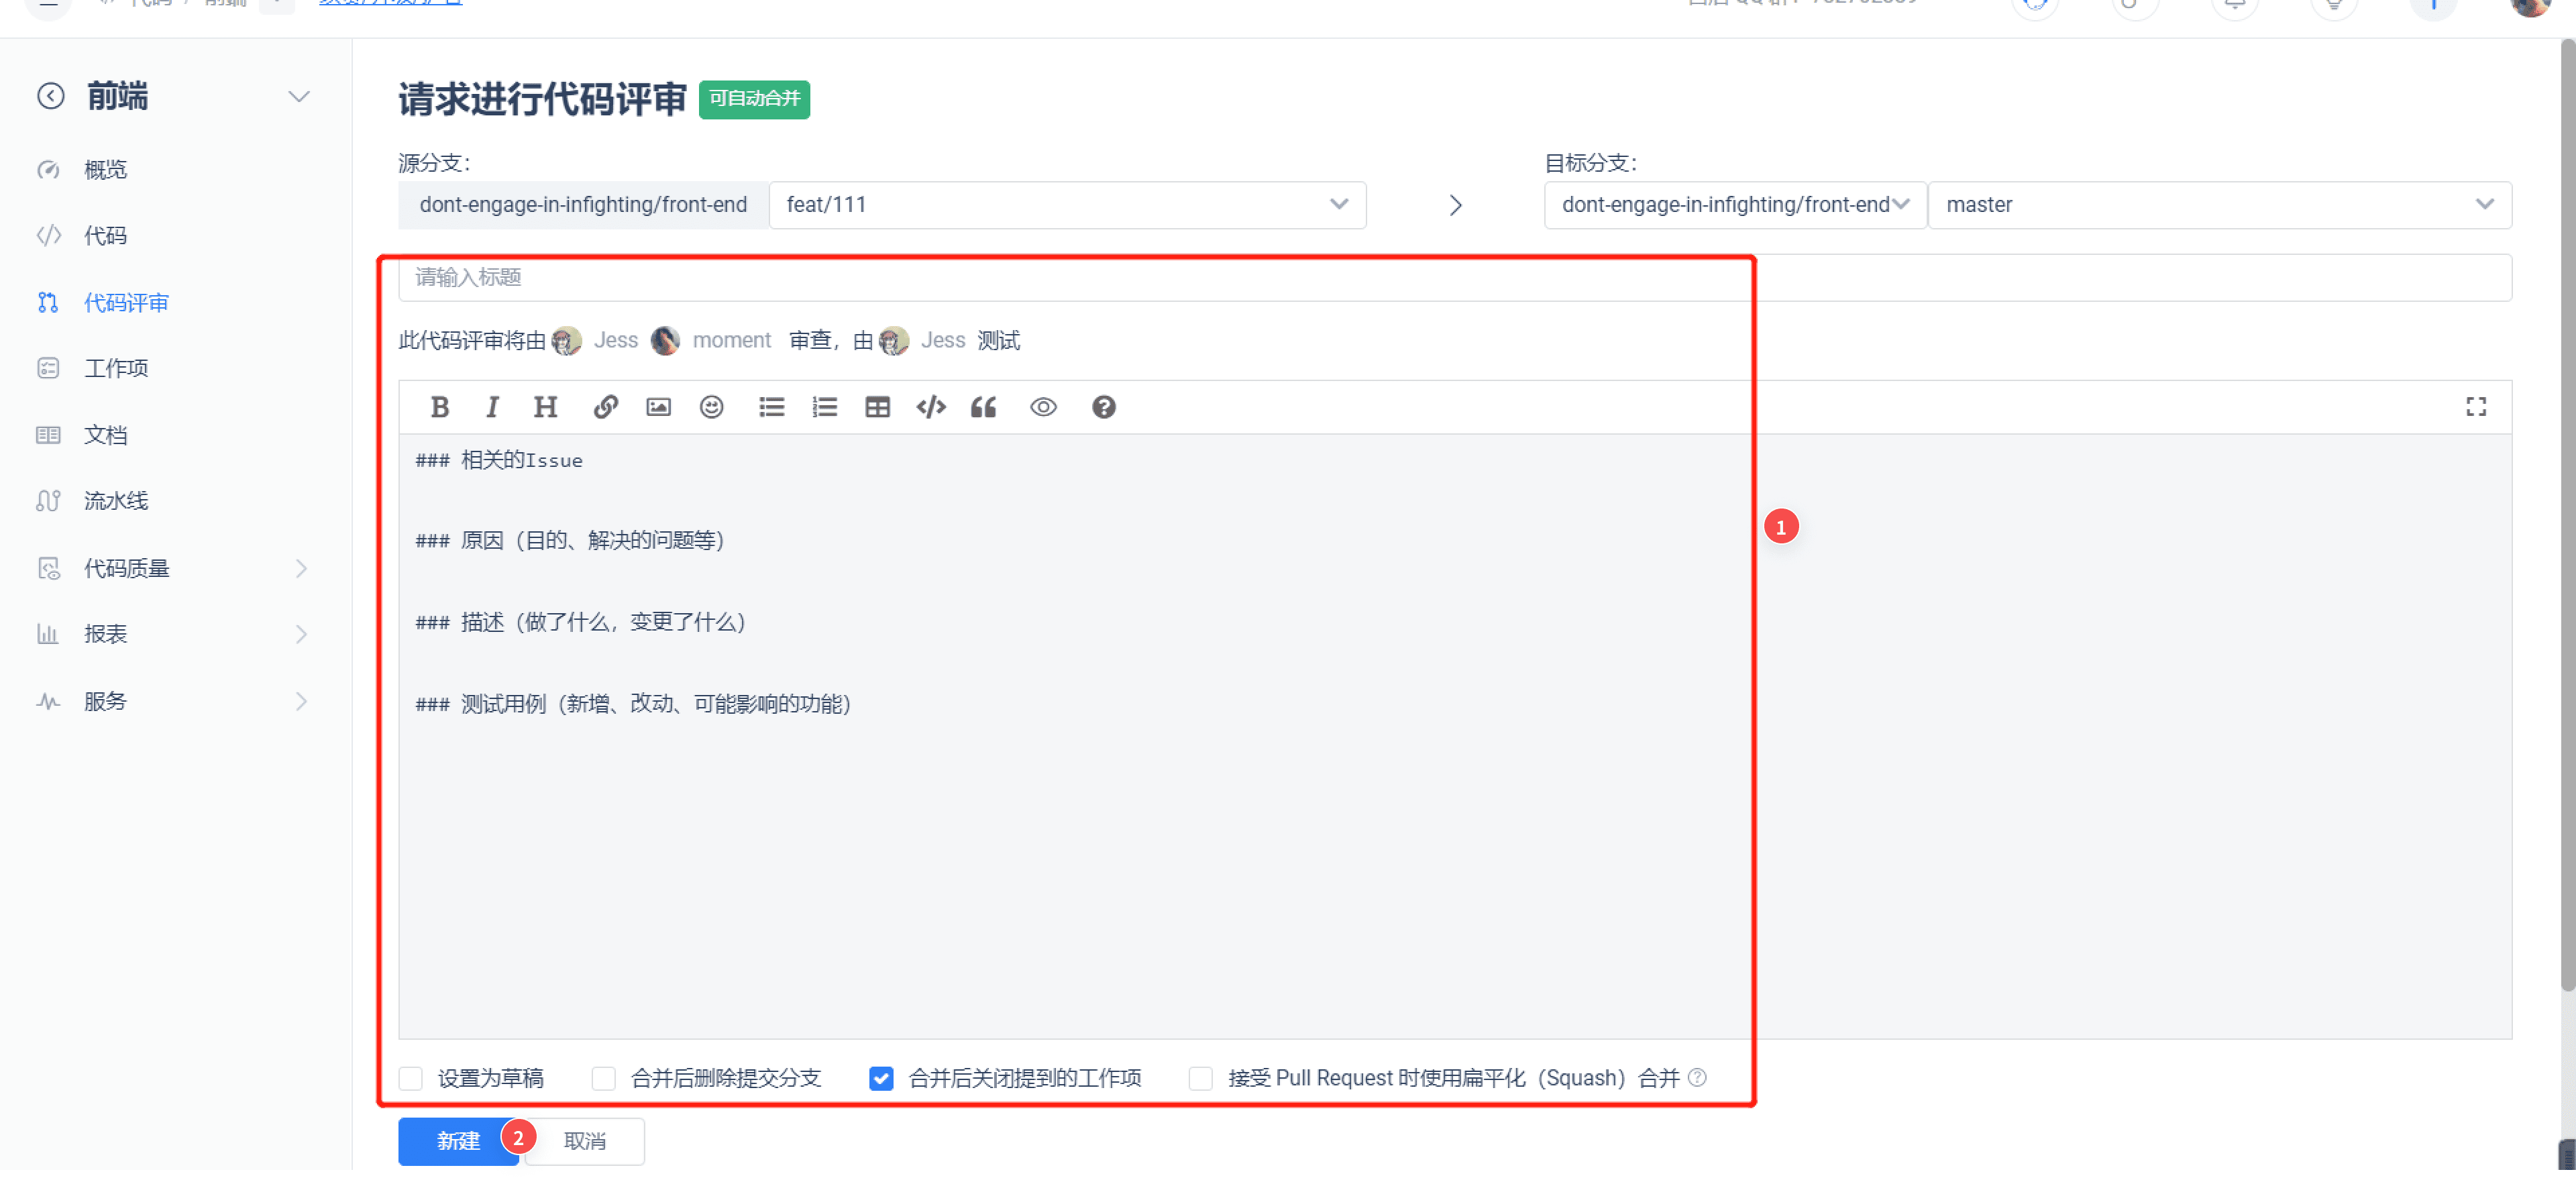 前端
概览
代码
代码评审
工作项
文档
流水线
代码质量
报表
服务
请求进行代码评审 可自动合并
源分支：
目标分支：
dont-engage-in-infighting/front-end feat/111
dont-engage-in-infighting/front-end master
请输入标题
此代码评审将由 Jess moment 审查，由 Jess 测试
### 相关的Issue
### 原因（目的、解决的问题等）
### 描述（做了什么，变更了什么）
### 测试用例（新增、改动、可能影响的功能）
1
设置为草稿 合并后删除提交分支 合并后关闭提到的工作项 接受 Pull Request 时使用扁平化（Squash）合并
新建 2 取消